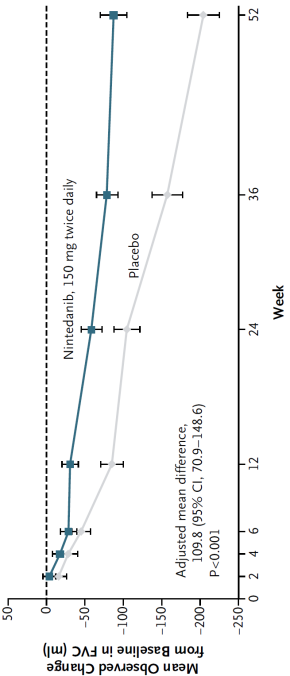 Mean Observed Change
from Baseline in FVC (ml)
50
0
−50
−100
−150
−200
−250
0
2
4
6
12
24
36
52
Week
Nintedanib, 150 mg twice daily
Placebo
Adjusted mean difference,
109.8 (95% CI, 70.9–148.6)
P<0.001